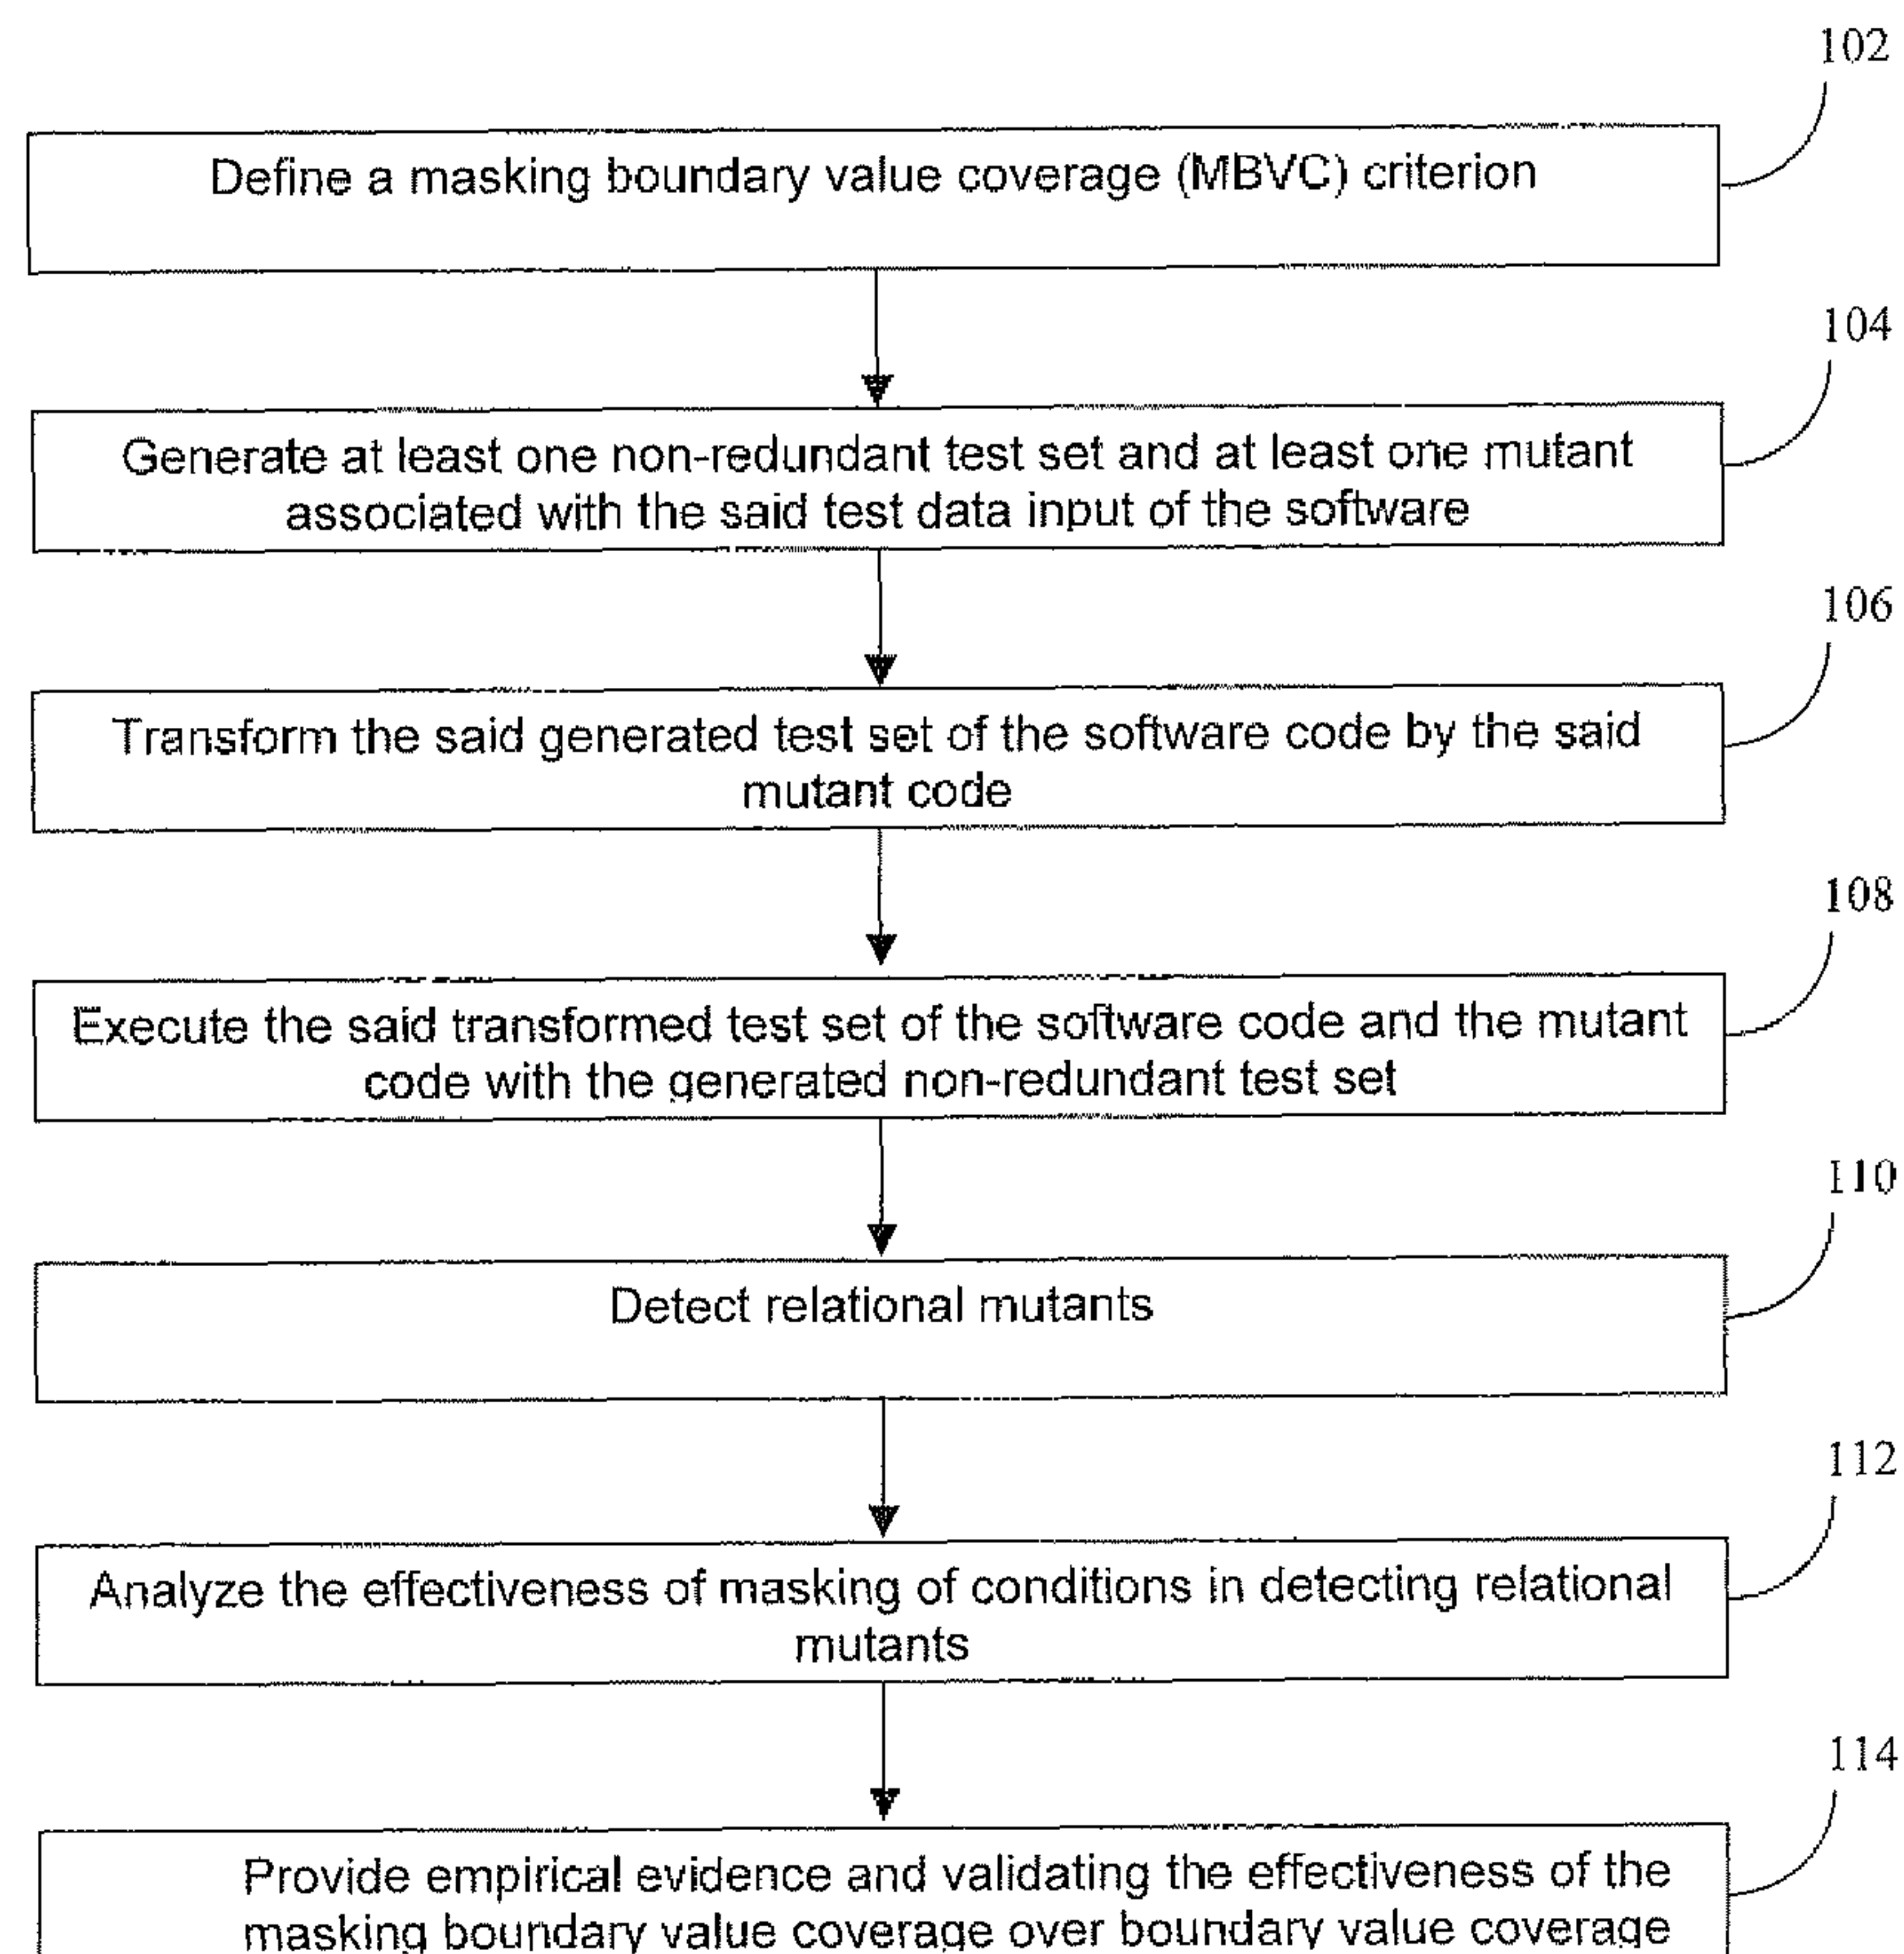 102
Define a masking boundary value coverage (MBVC) criterion
104
Generate at least one non-redundant test set and at least one mutant
associated with the said test data input of the software
106
Transform the said generated test set of the software code by the said
mutant code
108
Execute the said transformed test set of the software code and the mutant
code with the generated non-redundant test set
110
Detect relational mutants
112
Analyze the effectiveness of masking of conditions in detecting relational
mutants
114
Provide empirical evidence and validating the effectiveness of the
masking boundary value coverage over boundary value coverage